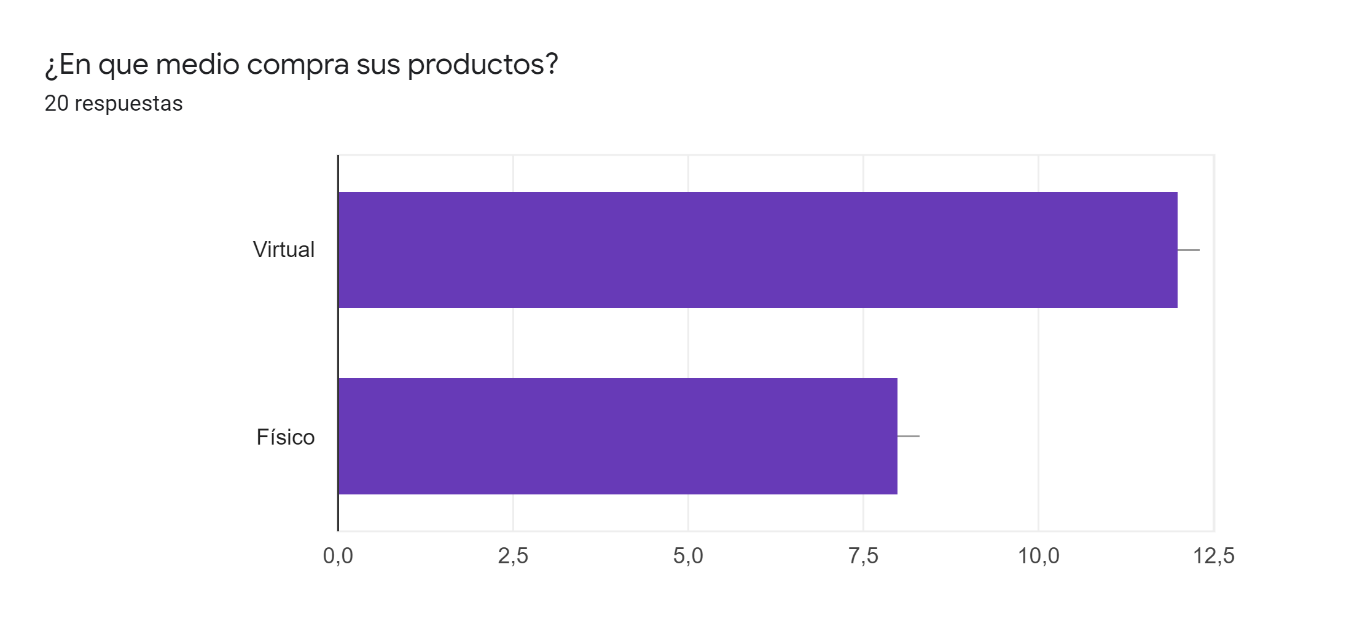 ¿En que medio compra sus productos?
20 respuestas
Virtual
Físico
0,0 2,5 5,0 7,5 10,0 12,5